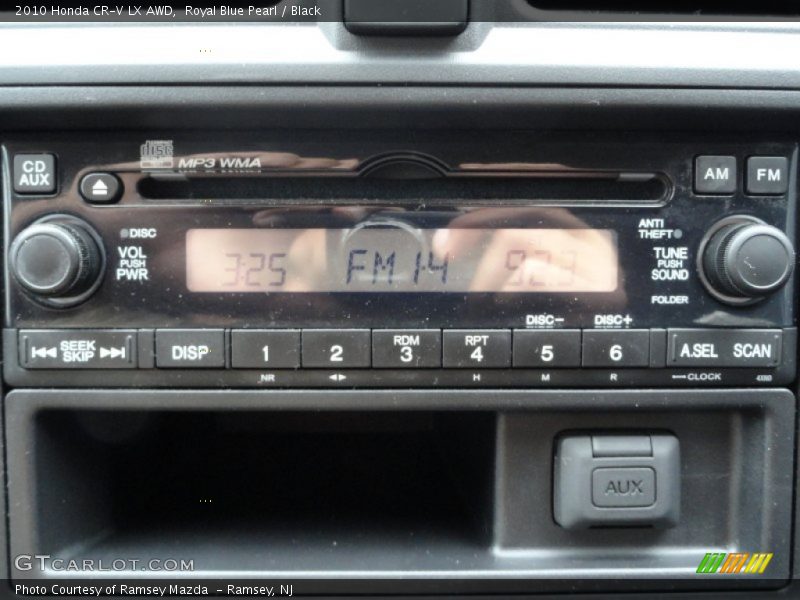 2010 Honda CR-V LX AWD, Royal Blue Pearl / Black
disc
MP3 WMA
CD AUX
AM
FM
DISC
VOL
PUSH
PWR
3:25 FM1-4 92.3
ANTI
THEFT
TUNE
PUSH
SOUND
FOLDER
DISC- DISC+
SEEK
SKIP
DISP
1
2
RDM
3
RPT
4
5
6
A.SEL SCAN
NR
H
M
R
CLOCK
AUX
GTCARLOT.COM
Photo Courtesy of Ramsey Mazda - Ramsey, NJ